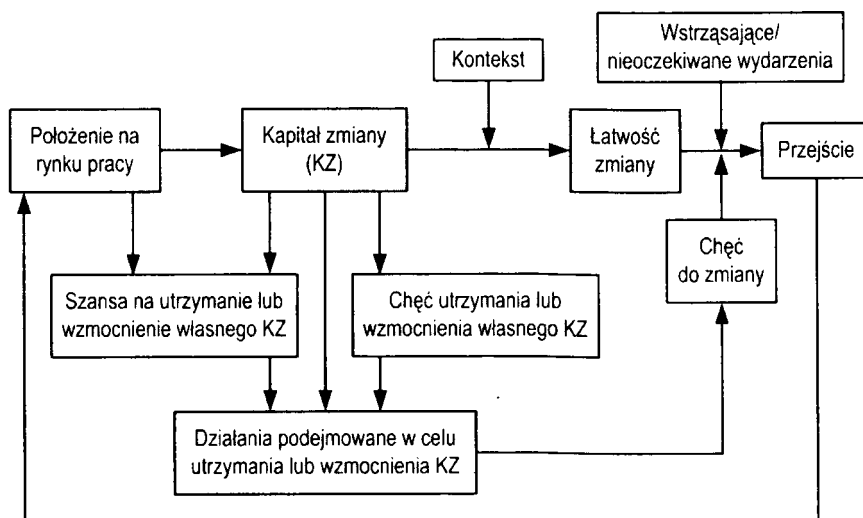 Wstrząsające/
nieoczekiwane wydarzenia
Kontekst
Położenie na
rynku pracy
Kapitał zmiany
(KZ)
Łatwość
zmiany
Przejście
Chęć
do zmiany
Szansa na utrzymanie lub
wzmocnienie własnego KZ
Chęć utrzymania lub
wzmocnienia własnego KZ
Działania podejmowane w celu
utrzymania lub wzmocnienia KZ